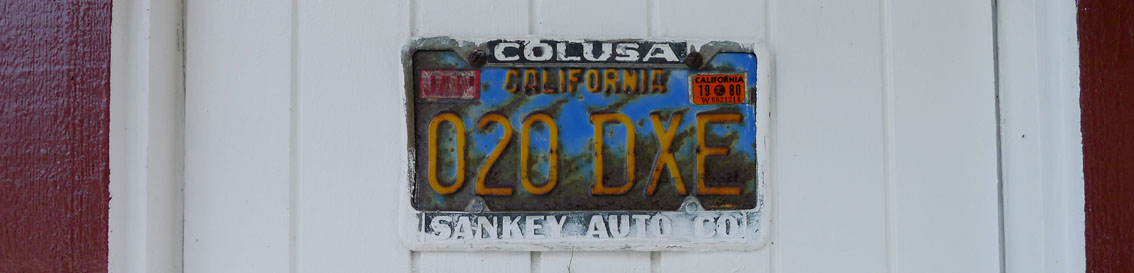 COLUSA
CALIFORNIA
CALIFORNIA
19 80
020 DXE
SANKEY AUTO CO